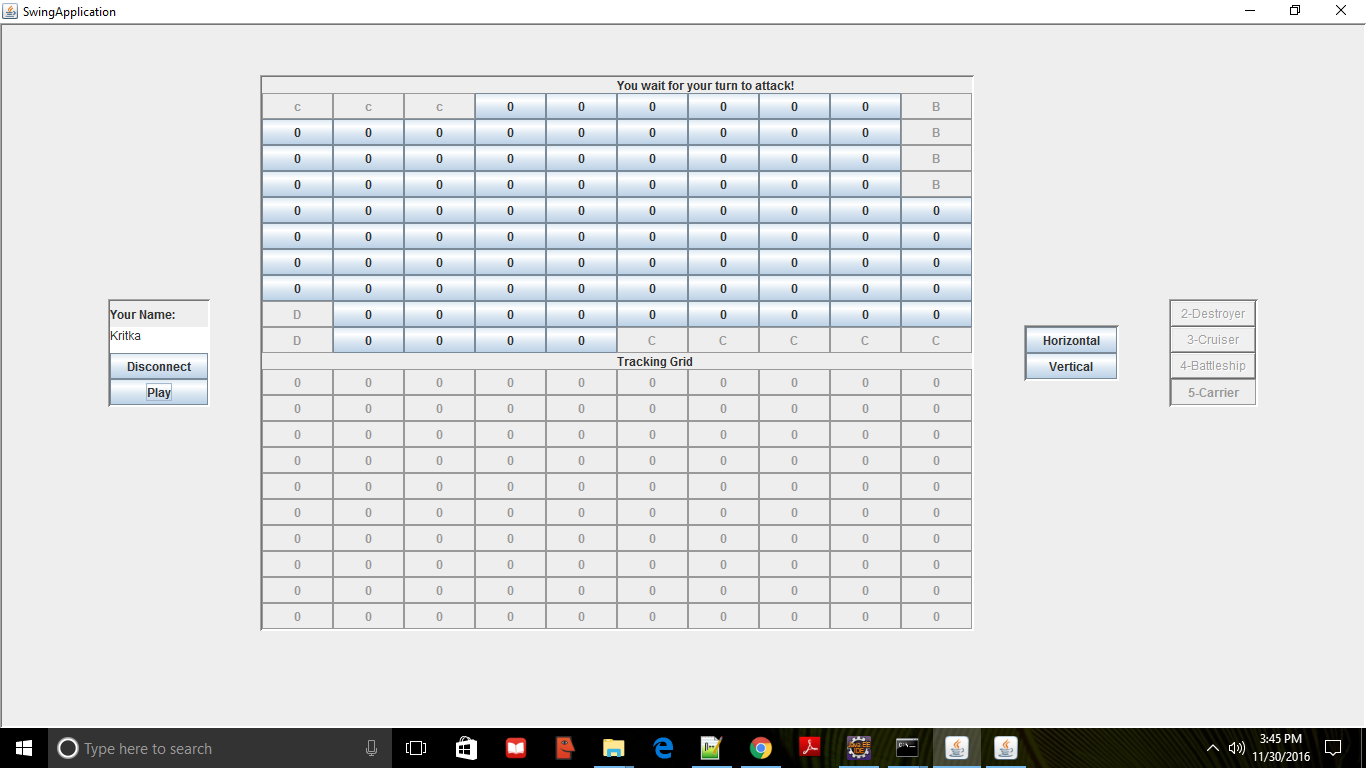 SwingApplication
You wait for your turn to attack!
c c c 0 0 0 0 0 0 B
0 0 0 0 0 0 0 0 0 B
0 0 0 0 0 0 0 0 0 B
0 0 0 0 0 0 0 0 0 B
0 0 0 0 0 0 0 0 0 0
0 0 0 0 0 0 0 0 0 0
0 0 0 0 0 0 0 0 0 0
0 0 0 0 0 0 0 0 0 0
D 0 0 0 0 0 0 0 0 0
D 0 0 0 0 C C C C C
Tracking Grid
0 0 0 0 0 0 0 0 0 0
0 0 0 0 0 0 0 0 0 0
0 0 0 0 0 0 0 0 0 0
0 0 0 0 0 0 0 0 0 0
0 0 0 0 0 0 0 0 0 0
0 0 0 0 0 0 0 0 0 0
0 0 0 0 0 0 0 0 0 0
0 0 0 0 0 0 0 0 0 0
0 0 0 0 0 0 0 0 0 0
0 0 0 0 0 0 0 0 0 0
Your Name:
Kritka
Disconnect
Play
Horizontal
Vertical
2-Destroyer
3-Cruiser
4-Battleship
5-Carrier
Type here to search
3:45 PM
11/30/2016